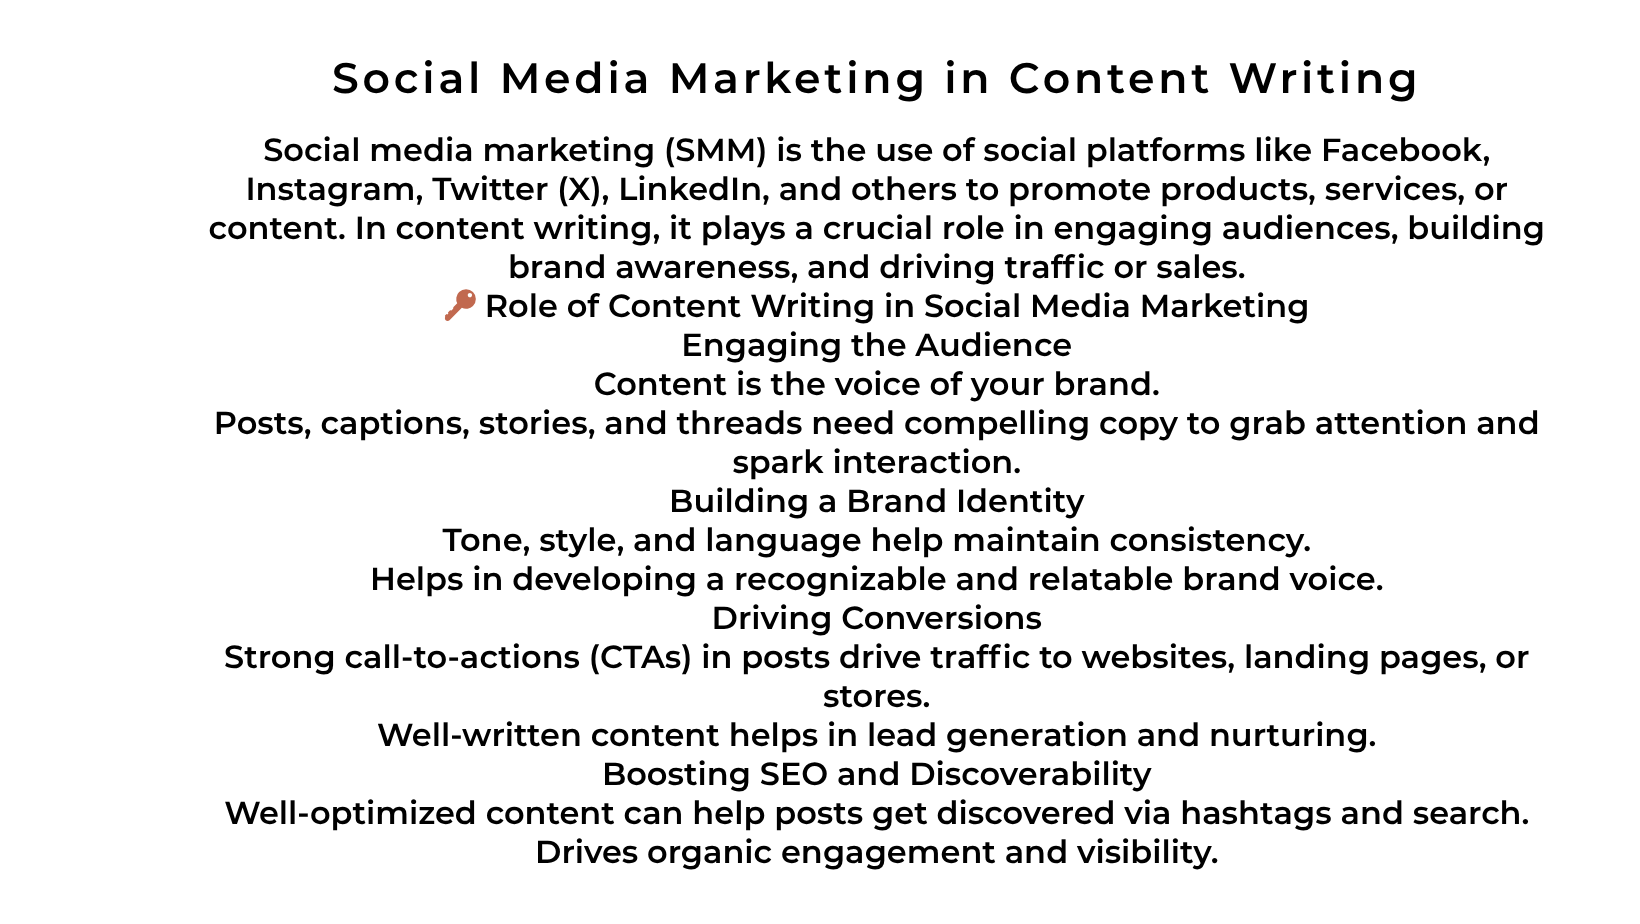 Social Media Marketing in Content Writing
Social media marketing (SMM) is the use of social platforms like Facebook,
Instagram, Twitter (X), LinkedIn, and others to promote products, services, or
content. In content writing, it plays a crucial role in engaging audiences, building
brand awareness, and driving traffic or sales.
🔑 Role of Content Writing in Social Media Marketing
Engaging the Audience
Content is the voice of your brand.
Posts, captions, stories, and threads need compelling copy to grab attention and
spark interaction.
Building a Brand Identity
Tone, style, and language help maintain consistency.
Helps in developing a recognizable and relatable brand voice.
Driving Conversions
Strong call-to-actions (CTAs) in posts drive traffic to websites, landing pages, or
stores.
Well-written content helps in lead generation and nurturing.
Boosting SEO and Discoverability
Well-optimized content can help posts get discovered via hashtags and search.
Drives organic engagement and visibility.